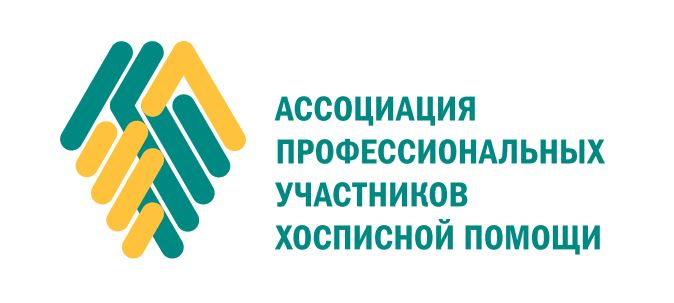 АССОЦИАЦИЯ
ПРОФЕССИОНАЛЬНЫХ
УЧАСТНИКОВ
ХОСПИСНОЙ ПОМОЩИ